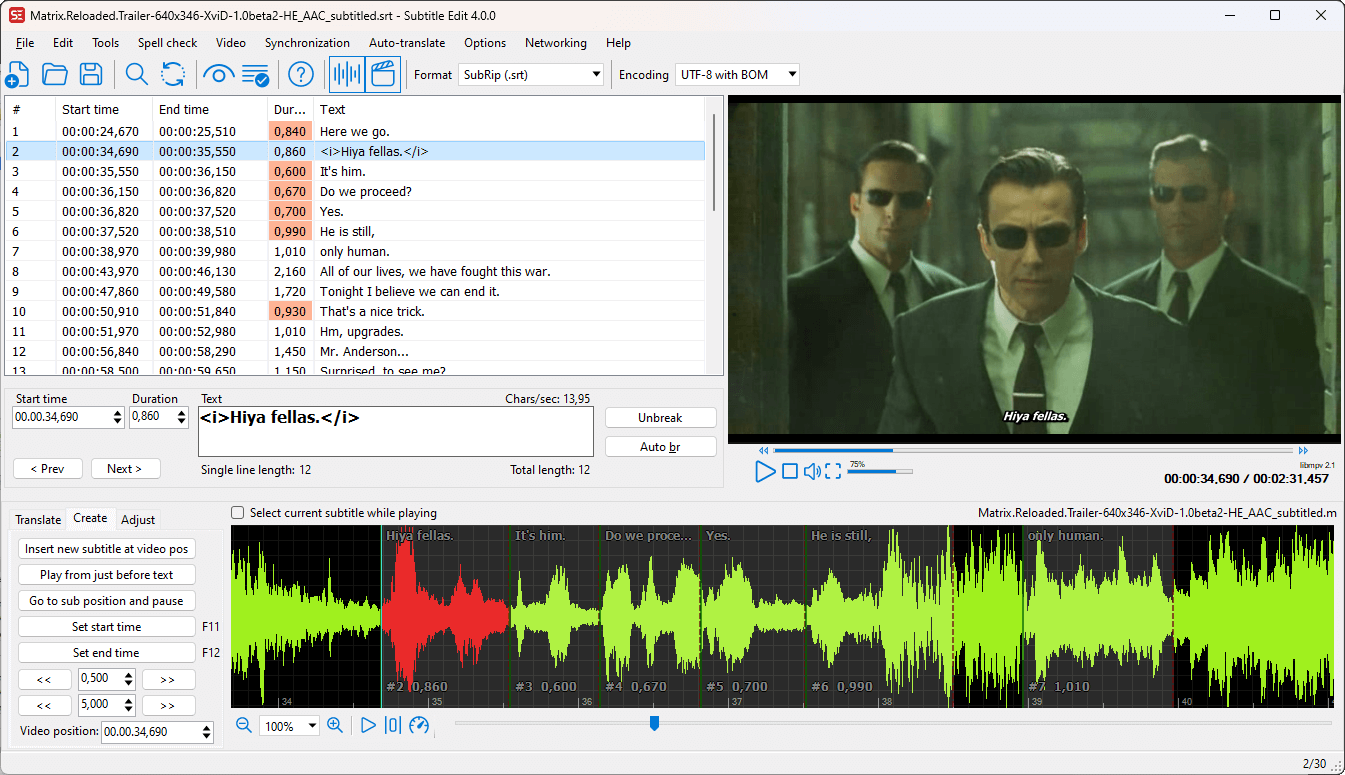 SE Matrix.Reloaded.Trailer-640x346-XviD-1.0beta2-HE_AAC_subtitled.srt - Subtitle Edit 4.0.0
File Edit Tools Spell check Video Synchronization Auto-translate Options Networking Help
Format SubRip (.srt) Encoding UTF-8 with BOM
# Start time End time Dur... Text
1 00:00:24,670 00:00:25,510 0,840 Here we go.
2 00:00:34,690 00:00:35,550 0,860 <i>Hiya fellas.</i>
3 00:00:35,550 00:00:36,150 0,600 It's him.
4 00:00:36,150 00:00:36,820 0,670 Do we proceed?
5 00:00:36,820 00:00:37,520 0,700 Yes.
6 00:00:37,520 00:00:38,510 0,990 He is still,
7 00:00:38,970 00:00:39,980 1,010 only human.
8 00:00:43,970 00:00:46,130 2,160 All of our lives, we have fought this war.
9 00:00:47,860 00:00:49,580 1,720 Tonight I believe we can end it.
10 00:00:50,910 00:00:51,840 0,930 That's a nice trick.
11 00:00:51,970 00:00:52,980 1,010 Hm, upgrades.
12 00:00:56,840 00:00:58,290 1,450 Mr. Anderson...
13 00:00:58,500 00:00:59,650 1,150 Surprised, to see me?
Hiya fellas.
Start time Duration Text Chars/sec: 13,95
00.00.34,690 0,860 <i>Hiya fellas.</i> Unbreak
Auto br
< Prev Next > Single line length: 12 Total length: 12
75%
libmpv 2.1
00:00:34,690 / 00:02:31,457
Translate Create Adjust
Select current subtitle while playing Matrix.Reloaded.Trailer-640x346-XviD-1.0beta2-HE_AAC_subtitled.m
Insert new subtitle at video pos
Play from just before text
Go to sub position and pause
Set start time F11
Set end time F12
<< 0,500 >>
<< 5,000 >>
Video position: 00.00.34,690
Hiya fellas. It's him. Do we proce... Yes. He is still, only human.
#2 0,860 #3 0,600 #4 0,670 #5 0,700 #6 0,990 #7 1,010
34 35 36 37 38 39 40
100%
2/30